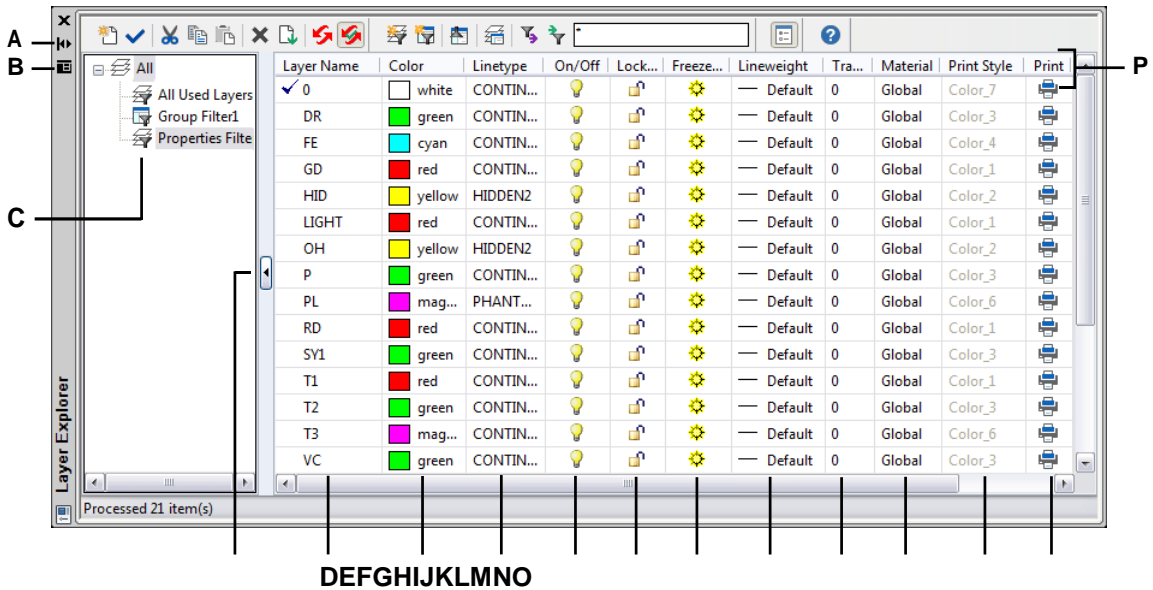 A
B
C
P
*
All
All Used Layers
Group Filter1
Properties Filte
Layer Name Color Linetype On/Off Lock... Freeze... Lineweight Tra... Material Print Style Print
0 white CONTIN... Default 0 Global Color_7
DR green CONTIN... Default 0 Global Color_3
FE cyan CONTIN... Default 0 Global Color_4
GD red CONTIN... Default 0 Global Color_1
HID yellow HIDDEN2 Default 0 Global Color_2
LIGHT red CONTIN... Default 0 Global Color_1
OH yellow HIDDEN2 Default 0 Global Color_2
P green CONTIN... Default 0 Global Color_3
PL mag... PHANT... Default 0 Global Color_6
RD red CONTIN... Default 0 Global Color_1
SY1 green CONTIN... Default 0 Global Color_3
T1 red CONTIN... Default 0 Global Color_1
T2 green CONTIN... Default 0 Global Color_3
T3 mag... CONTIN... Default 0 Global Color_6
VC green CONTIN... Default 0 Global Color_3
Layer Explorer
Processed 21 item(s)
DEFGHIJKLMNO